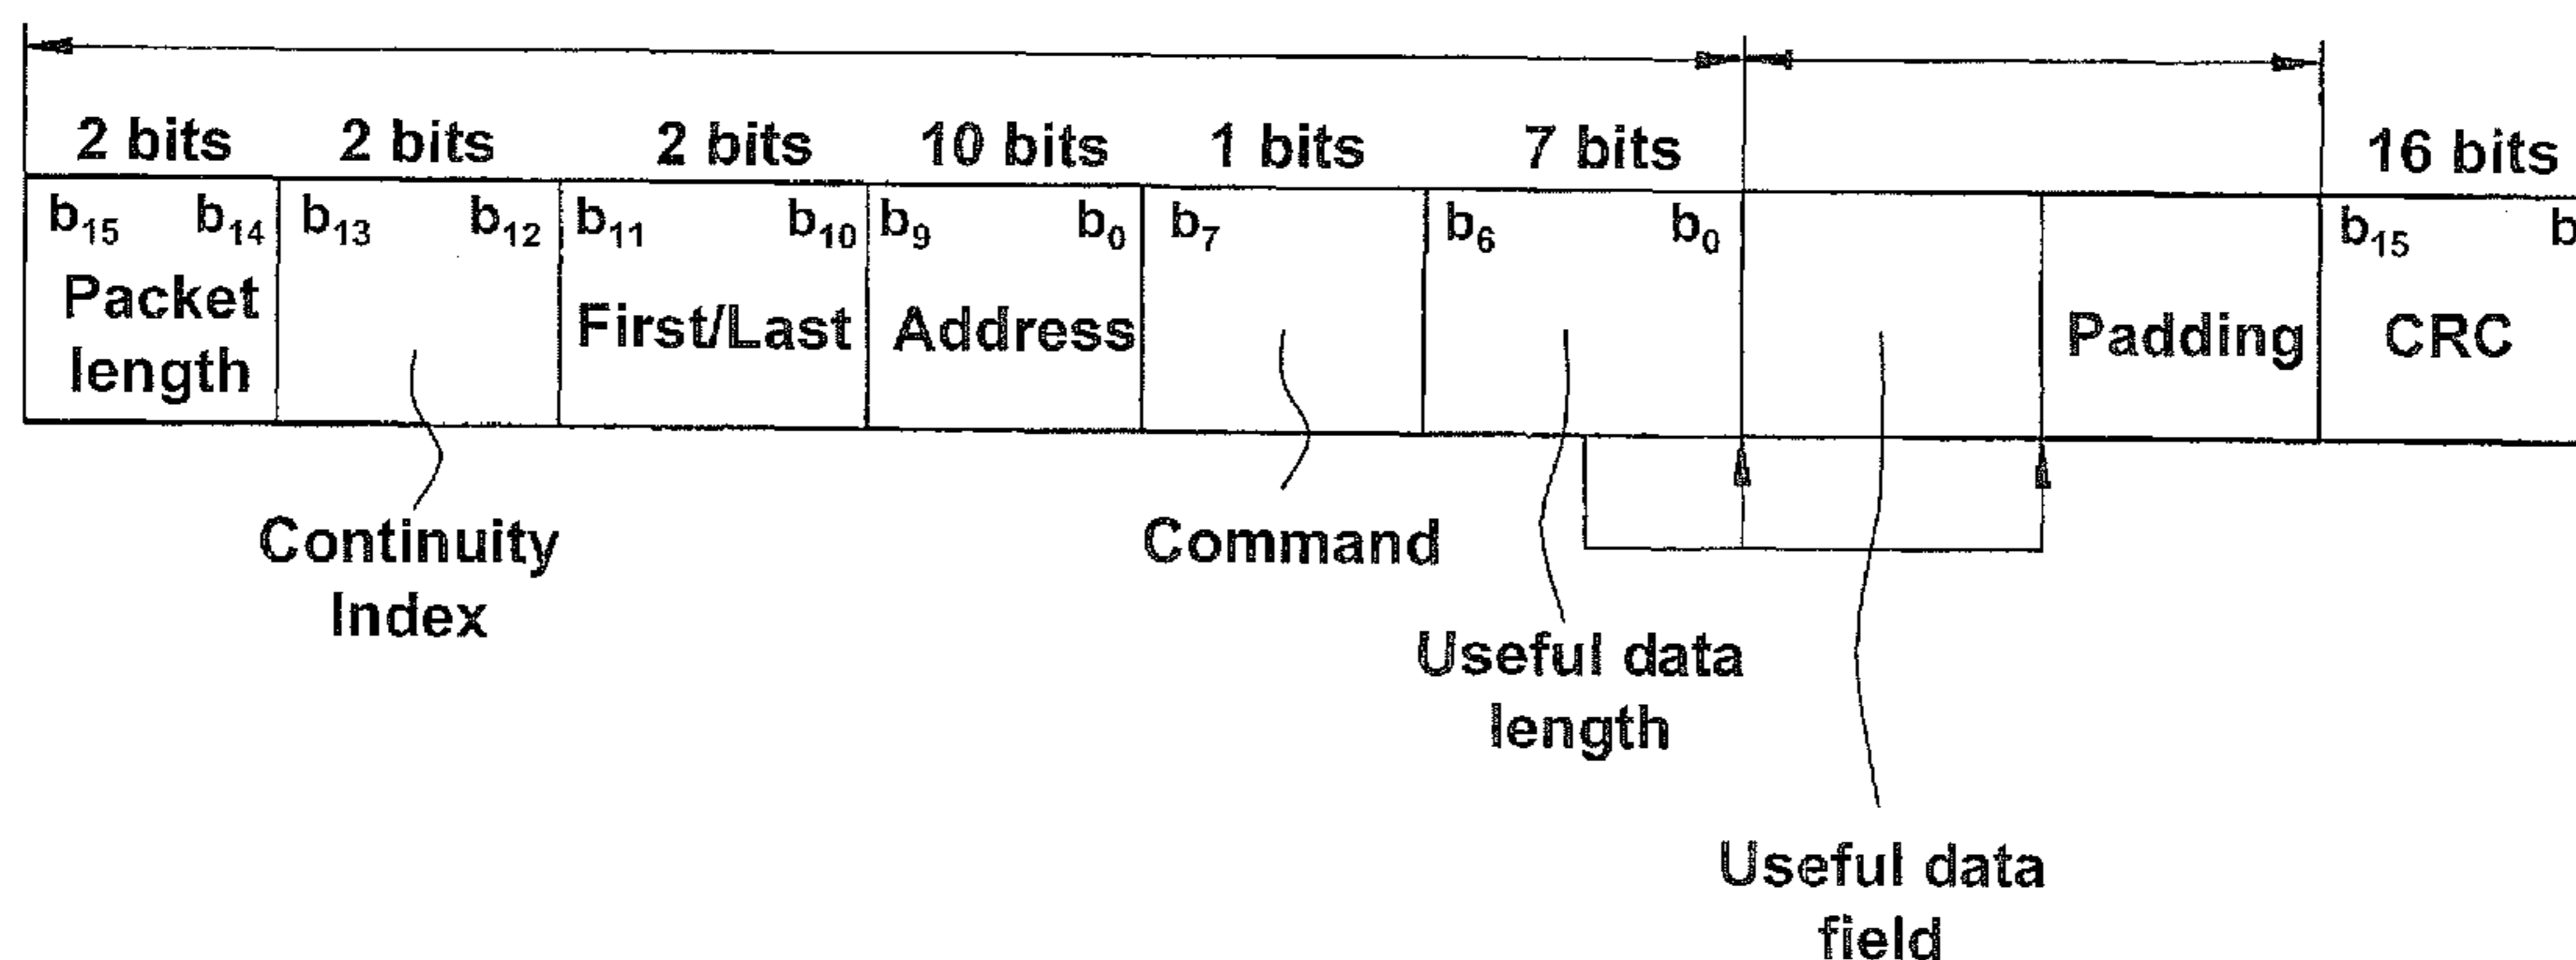 2 bits 2 bits 2 bits 10 bits 1 bits 7 bits 16 bits
b15 b14 b13 b12 b11 b10 b9 b0 b7 b6 b0 b15 b
Packet
length
First/Last
Address
Padding
CRC
Continuity
Index
Command
Useful data
length
Useful data
field